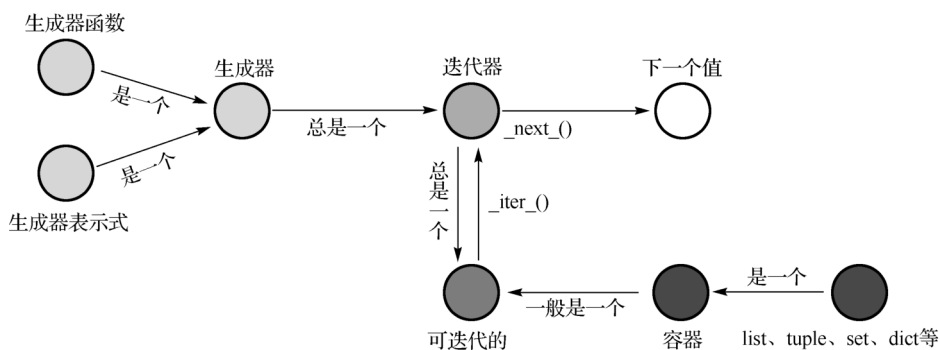 生成器函数
生成器
迭代器
下一个值
是一个
总是一个
_next_()
是一个
生成器表示式
总是一个
_iter_()
是一个
一般是一个
可迭代的
容器
list、tuple、set、dict等